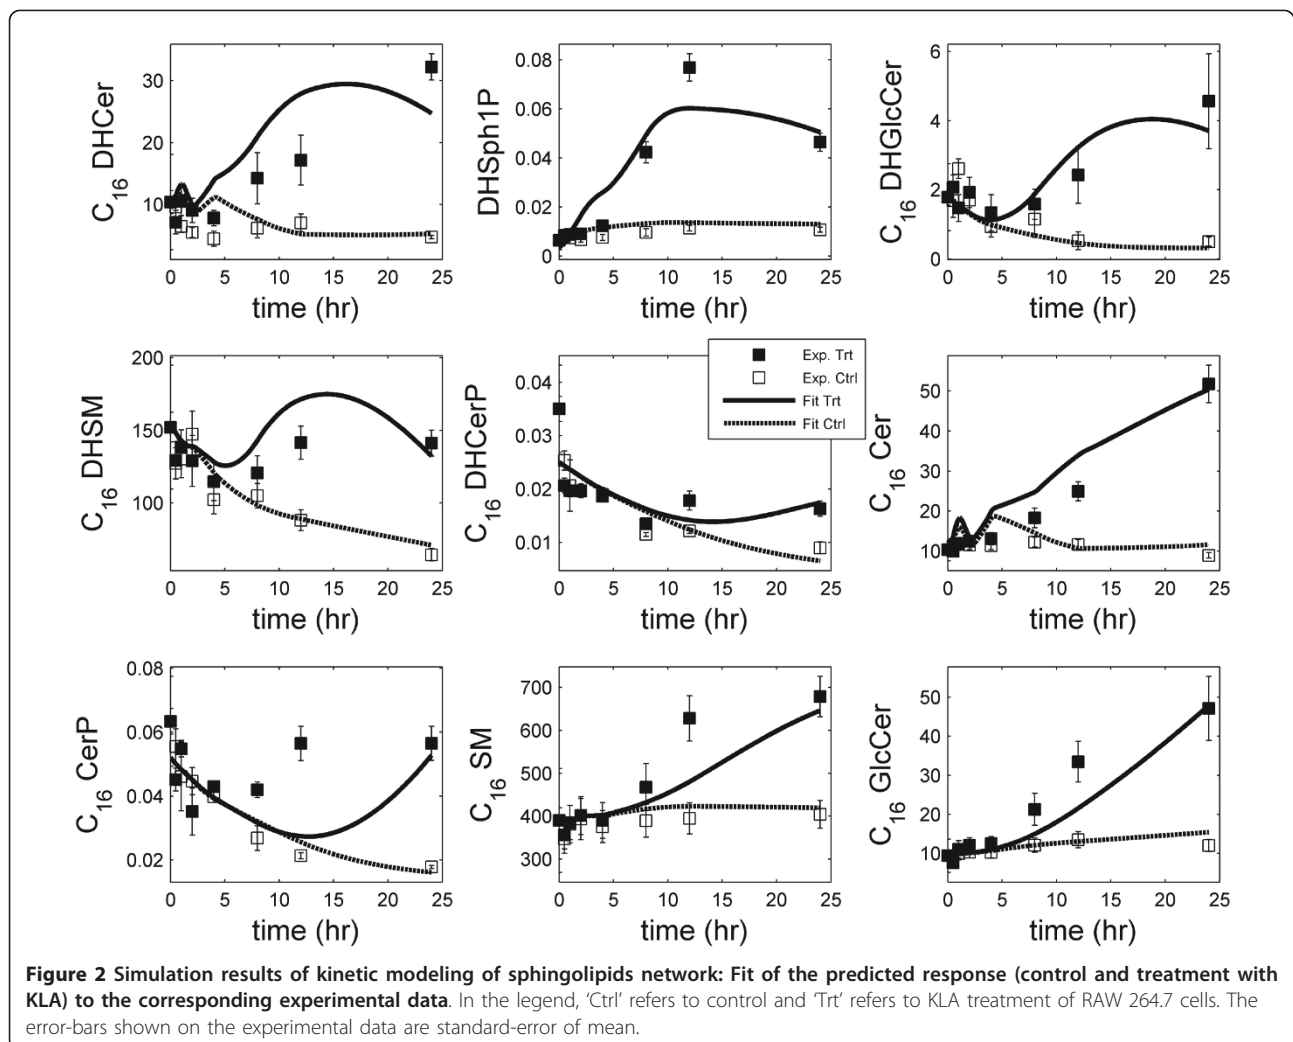 C16 DHCer
30
20
10
0
0 5 10 15 20 25
time (hr)
DHSph1P
0.08
0.06
0.04
0.02
0
0 5 10 15 20 25
time (hr)
C16 DHGlcCer
6
4
2
0
0 5 10 15 20 25
time (hr)
C16 DHSM
200
150
100
0 5 10 15 20 25
time (hr)
C16 DHCerP
0.04
0.03
0.02
0.01
0 5 10 15 20 25
time (hr)
Exp. Trt
Exp. Ctrl
Fit Trt
Fit Ctrl
C16 Cer
50
40
30
20
10
0 5 10 15 20 25
time (hr)
C16 CerP
0.08
0.06
0.04
0.02
0 5 10 15 20 25
time (hr)
C16 SM
700
600
500
400
300
0 5 10 15 20 25
time (hr)
C16 GlcCer
50
40
30
20
10
0 5 10 15 20 25
time (hr)
Figure 2 Simulation results of kinetic modeling of sphingolipids network: Fit of the predicted response (control and treatment with
KLA) to the corresponding experimental data. In the legend, 'Ctrl' refers to control and 'Trt' refers to KLA treatment of RAW 264.7 cells. The
error-bars shown on the experimental data are standard-error of mean.